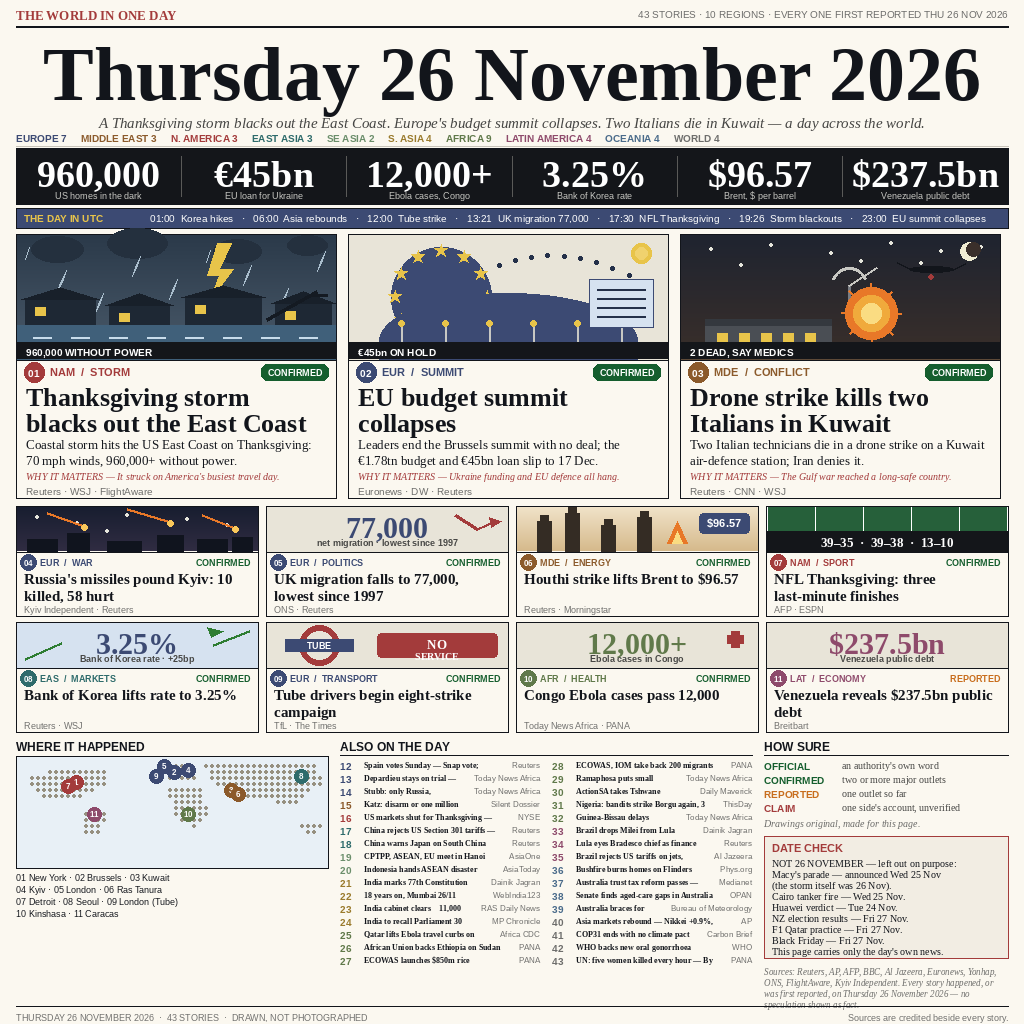 THE WORLD IN ONE DAY
43 STORIES · 10 REGIONS · EVERY ONE FIRST REPORTED THU 26 NOV 2026
Thursday 26 November 2026
A Thanksgiving storm blacks out the East Coast. Europe's budget summit collapses. Two Italians die in Kuwait — a day across the world.
EUROPE 7 MIDDLE EAST 3 N. AMERICA 3 EAST ASIA 3 SE ASIA 2 S. ASIA 4 AFRICA 9 LATIN AMERICA 4 OCEANIA 4 WORLD 4
960,000 €45bn 12,000+ 3.25% $96.57 $237.5bn
US homes in the dark EU loan for Ukraine Ebola cases, Congo Bank of Korea rate Brent, $ per barrel Venezuela public debt
THE DAY IN UTC 01:00 Korea hikes · 06:00 Asia rebounds · 12:00 Tube strike · 13:21 UK migration 77,000 · 17:30 NFL Thanksgiving · 19:26 Storm blackouts · 23:00 EU summit collapses
960,000 WITHOUT POWER
01 NAM / STORM CONFIRMED
Thanksgiving storm
blacks out the East Coast
Coastal storm hits the US East Coast on Thanksgiving:
70 mph winds, 960,000+ without power.
WHY IT MATTERS — It struck on America's busiest travel day.
Reuters · WSJ · FlightAware
€45bn ON HOLD
02 EUR / SUMMIT CONFIRMED
EU budget summit
collapses
Leaders end the Brussels summit with no deal; the
€1.78tn budget and €45bn loan slip to 17 Dec.
WHY IT MATTERS — Ukraine funding and EU defence all hang.
Euronews · DW · Reuters
2 DEAD, SAY MEDICS
03 MDE / CONFLICT CONFIRMED
Drone strike kills two
Italians in Kuwait
Two Italian technicians die in a drone strike on a Kuwait
air-defence station; Iran denies it.
WHY IT MATTERS — The Gulf war reached a long-safe country.
Reuters · CNN · WSJ
04 EUR / WAR CONFIRMED
Russia's missiles pound Kyiv: 10
killed, 58 hurt
Kyiv Independent · Reuters
77,000
net migration · lowest since 1997
05 EUR / POLITICS CONFIRMED
UK migration falls to 77,000,
lowest since 1997
ONS · Reuters
$96.57
06 MDE / ENERGY CONFIRMED
Houthi strike lifts Brent to $96.57
Reuters · Morningstar
39–35 · 39–38 · 13–10
07 NAM / SPORT CONFIRMED
NFL Thanksgiving: three
last-minute finishes
AFP · ESPN
3.25%
Bank of Korea rate · +25bp
08 EAS / MARKETS CONFIRMED
Bank of Korea lifts rate to 3.25%
Reuters · WSJ
TUBE
NO
SERVICE
09 EUR / TRANSPORT CONFIRMED
Tube drivers begin eight-strike
campaign
TfL · The Times
12,000+
Ebola cases in Congo
10 AFR / HEALTH CONFIRMED
Congo Ebola cases pass 12,000
Today News Africa · PANA
$237.5bn
Venezuela public debt
11 LAT / ECONOMY REPORTED
Venezuela reveals $237.5bn public
debt
Breitbart
WHERE IT HAPPENED
7 1 5 9 2 4 6 8 10 11
01 New York · 02 Brussels · 03 Kuwait
04 Kyiv · 05 London · 06 Ras Tanura
07 Detroit · 08 Seoul · 09 London (Tube)
10 Kinshasa · 11 Caracas
ALSO ON THE DAY
12 Spain votes Sunday — Snap vote; Reuters
13 Depardieu stays on trial — Today News Africa
14 Stubb: only Russia, Today News Africa
15 Katz: disarm or one million Silent Dossier
16 US markets shut for Thanksgiving — NYSE
17 China rejects US Section 301 tariffs — Reuters
18 China warns Japan on South China Reuters
19 CPTPP, ASEAN, EU meet in Hanoi AsiaOne
20 Indonesia hands ASEAN disaster AsiaToday
21 India marks 77th Constitution Dainik Jagran
22 18 years on, Mumbai 26/11 WebIndia123
23 India cabinet clears 11,000 RAS Daily News
24 India to recall Parliament 30 MP Chronicle
25 Qatar lifts Ebola travel curbs on Africa CDC
26 African Union backs Ethiopia on Sudan PANA
27 ECOWAS launches $850m rice PANA
28 ECOWAS, IOM take back 200 migrants PANA
29 Ramaphosa puts small Today News Africa
30 ActionSA takes Tshwane Daily Maverick
31 Nigeria: bandits strike Borgu again, 3 ThisDay
32 Guinea-Bissau delays Today News Africa
33 Brazil drops Milei from Lula Dainik Jagran
34 Lula eyes Bradesco chief as finance Reuters
35 Brazil rejects US tariffs on jets, Al Jazeera
36 Bushfire burns homes on Flinders Phys.org
37 Australia trust tax reform passes — Medianet
38 Senate finds aged-care gaps in Australia OPAN
39 Australia braces for Bureau of Meteorology
40 Asia markets rebound — Nikkei +0.9%, AP
41 COP31 ends with no climate pact Carbon Brief
42 WHO backs new oral gonorrhoea WHO
43 UN: five women killed every hour — By PANA
HOW SURE
OFFICIAL an authority's own word
CONFIRMED two or more major outlets
REPORTED one outlet so far
CLAIM one side's account, unverified
Drawings original, made for this page.
DATE CHECK
NOT 26 NOVEMBER — left out on purpose:
Macy's parade — announced Wed 25 Nov
(the storm itself was 26 Nov).
Cairo tanker fire — Wed 25 Nov.
Huawei verdict — Tue 24 Nov.
NZ election results — Fri 27 Nov.
F1 Qatar practice — Fri 27 Nov.
Black Friday — Fri 27 Nov.
This page carries only the day's own news.
Sources: Reuters, AP, AFP, BBC, Al Jazeera, Euronews, Yonhap,
ONS, FlightAware, Kyiv Independent. Every story happened, or
was first reported, on Thursday 26 November 2026 — no
speculation shown as fact.
THURSDAY 26 NOVEMBER 2026 · 43 STORIES · DRAWN, NOT PHOTOGRAPHED
Sources are credited beside every story.